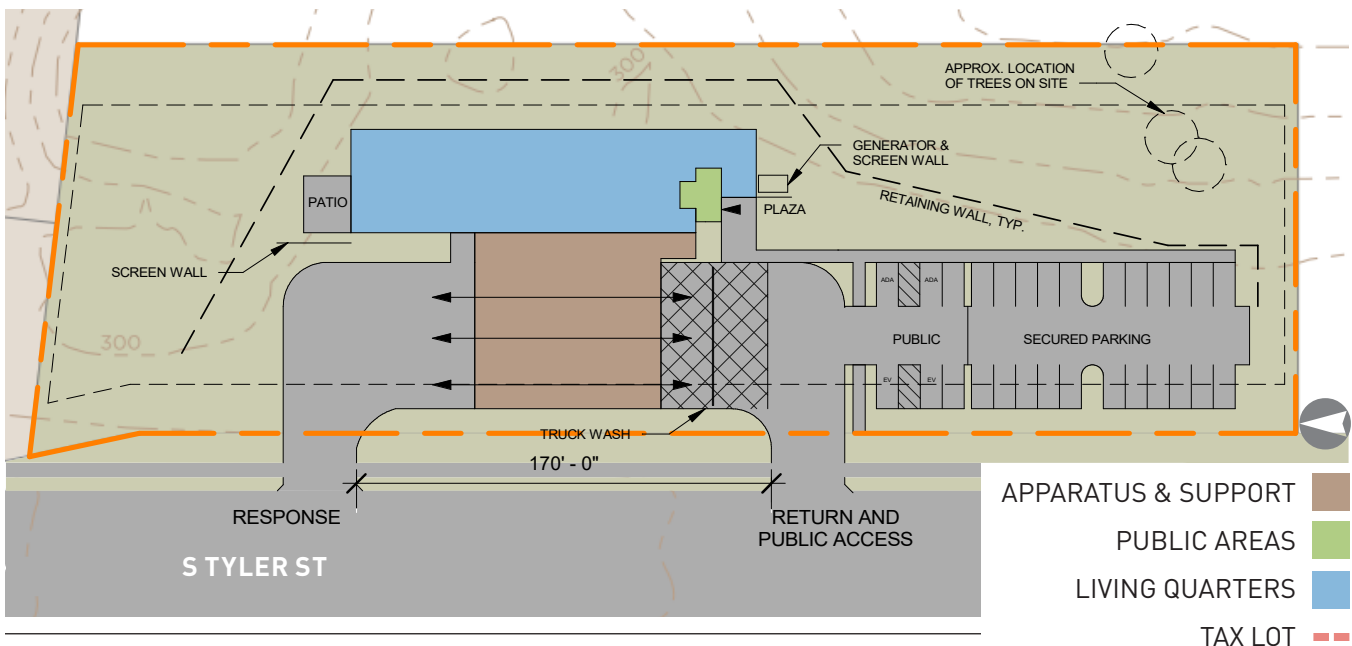 300
APPROX. LOCATION
OF TREES ON SITE
GENERATOR &
SCREEN WALL
PATIO
PLAZA
RETAINING WALL, TYP.
SCREEN WALL
ADA
ADA
300
PUBLIC
SECURED PARKING
EV
EV
TRUCK WASH
170' - 0"
RESPONSE
RETURN AND
PUBLIC ACCESS
S TYLER ST
APPARATUS & SUPPORT
PUBLIC AREAS
LIVING QUARTERS
TAX LOT